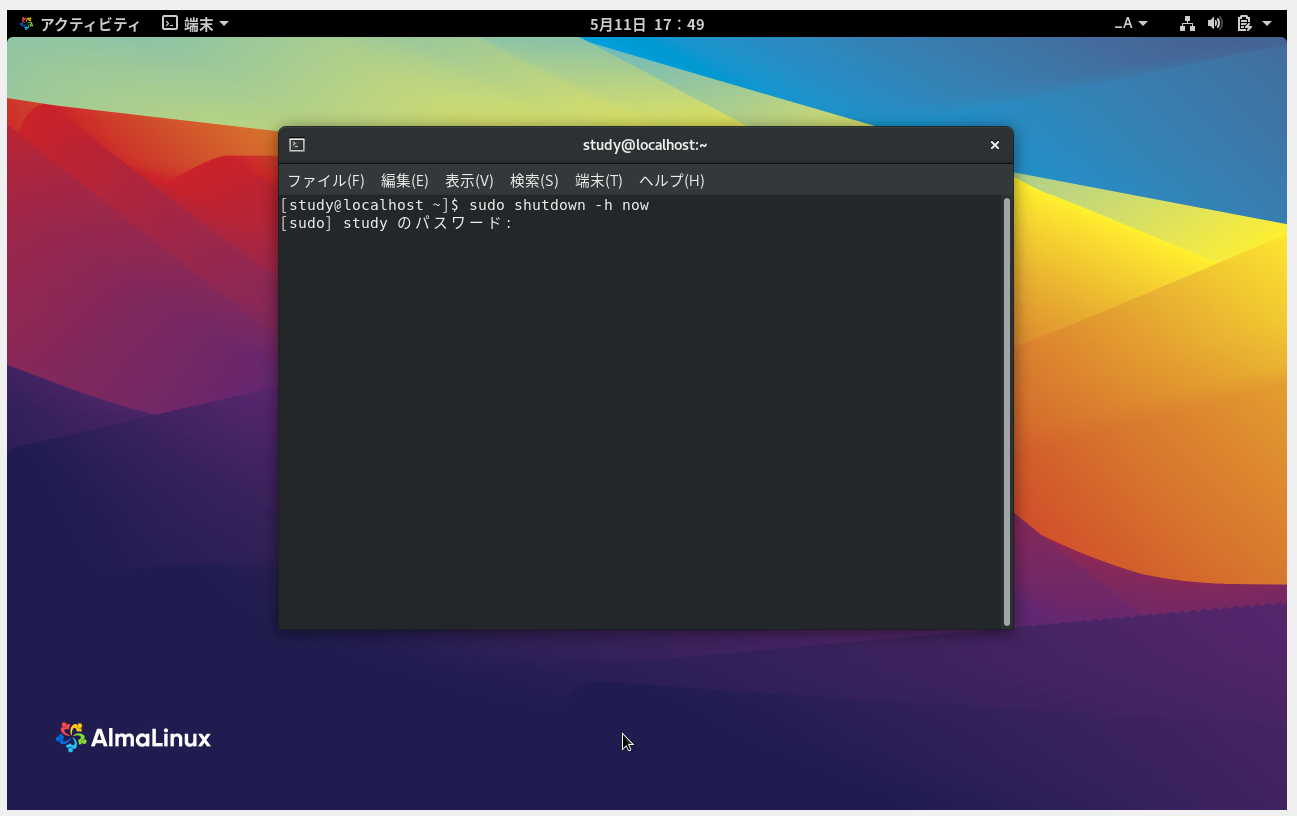 アクティビティ 端末 5月11日 17:49 _A
study@localhost:~
ファイル(F) 編集(E) 表示(V) 検索(S) 端末(T) ヘルプ(H)
[study@localhost ~]$ sudo shutdown -h now
[sudo] study のパスワード:
AlmaLinux